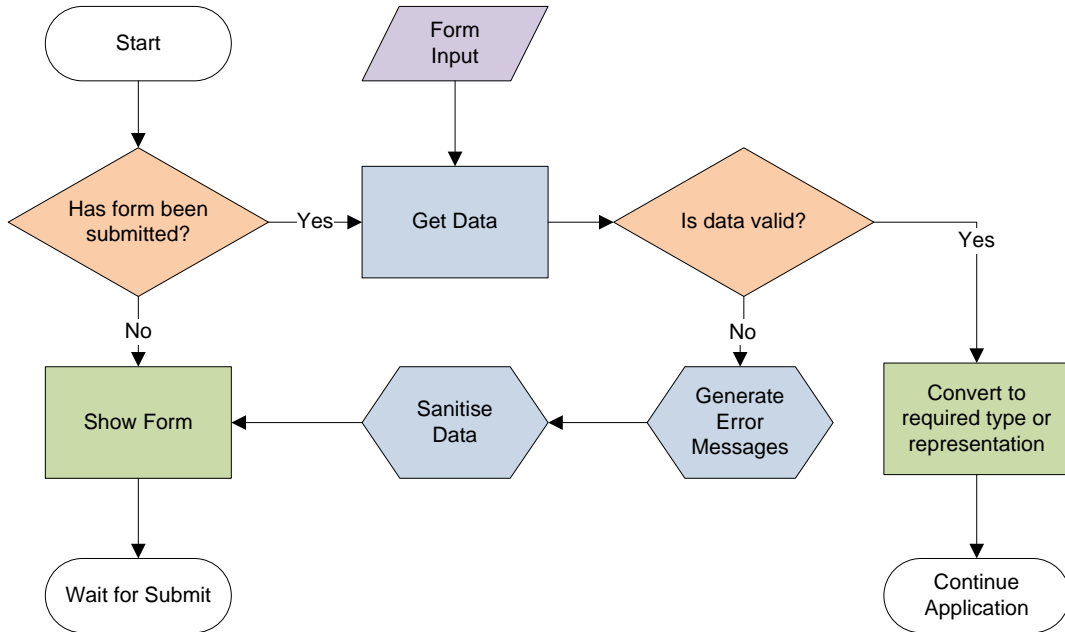 Start
Form
Input
Has form been
submitted?
Yes
Get Data
Is data valid?
Yes
No
No
Show Form
Sanitise
Data
Generate
Error
Messages
Convert to
required type or
representation
Wait for Submit
Continue
Application